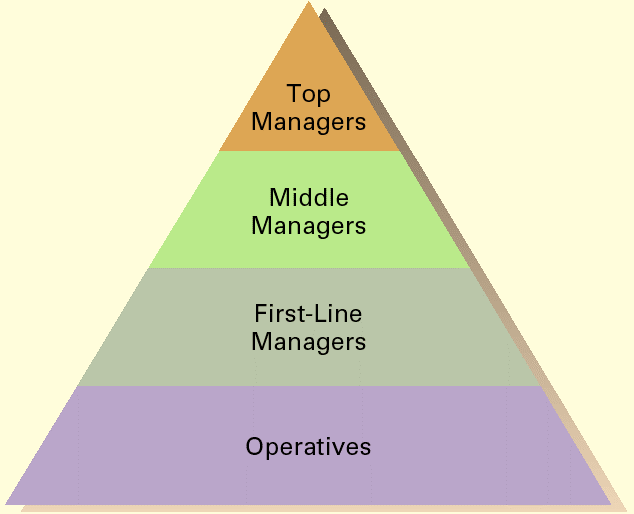 Top
Managers
Middle
Managers
First-Line
Managers
Operatives